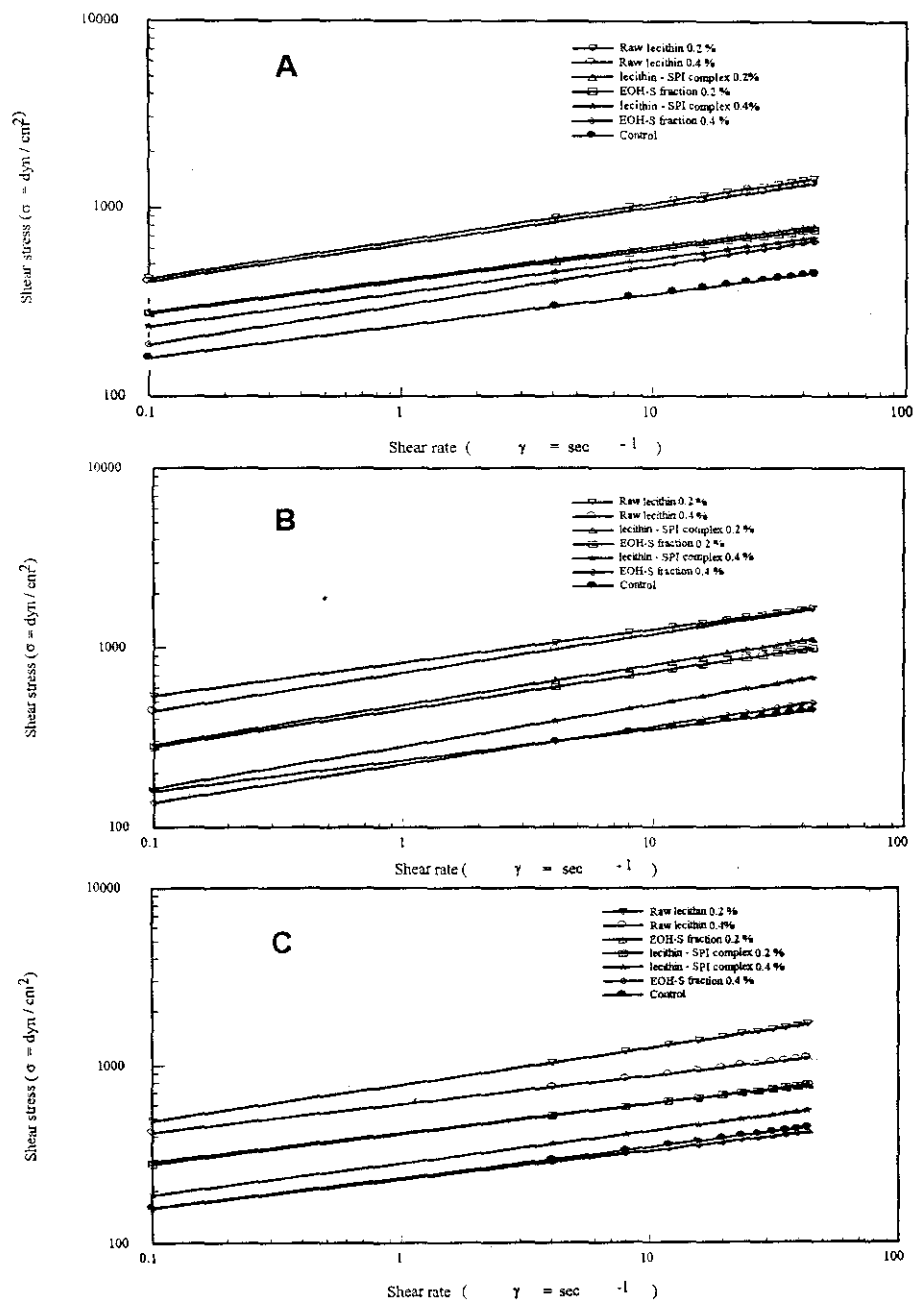 10000
A
Raw lecithin 0.2 %
Raw lecithin 0.4 %
lecithin - SPI complex 0.2%
EOH-S fraction 0.2 %
lecithin - SPI complex 0.4%
EOH-S fraction 0.4 %
Control
Shear stress ( σ = dyn / cm2)
1000
100
0.1 1 10 100
Shear rate ( γ = sec -1 )
10000
B
Raw lecithin 0.2 %
Raw lecithin 0.4 %
lecithin - SPI complex 0.2 %
EOH-S fraction 0.2 %
lecithin - SPI complex 0.4 %
EOH-S fraction 0.4 %
Control
Shear stress ( σ = dyn / cm2)
1000
100
0.1 1 10 100
Shear rate ( γ = sec -1 )
10000
C
Raw lecithin 0.2 %
Raw lecithin 0.4%
EOH-S fraction 0.2 %
lecithin - SPI complex 0.2 %
lecithin - SPI complex 0.4 %
EOH-S fraction 0.4 %
Control
Shear stress ( σ = dyn / cm2)
1000
100
0.1 1 10 100
Shear rate ( γ = sec -1 )